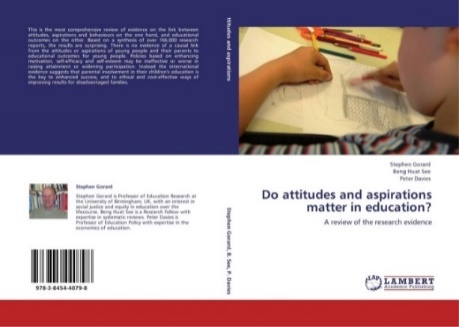 This is the most comprehensive review of evidence on the link between
attitudes, aspirations and behaviours on the one hand, and educational
outcomes on the other. Based on a synthesis of over 166,000 research
reports, the results are surprising. There is no evidence of a causal link
from the attitudes or aspirations of young people and their parents to
educational outcomes for young people. Policies based on enhancing
motivation, self-efficacy and self-esteem may be ineffective or worse in
raising attainment or widening participation. Instead the international
evidence suggests that parental involvement in their children's education is
the key to enhanced success, and to ethical and cost-effective ways of
improving results for disadvantaged families.
Stephen Gorard
Stephen Gorard is Professor of Education Research at
the University of Birmingham, UK, with an interest in
social justice and equity in education over the
lifecourse. Beng Huat See is a Research Fellow with
expertise in systematic reviews. Peter Davies is
Professor of Education Policy with expertise in the
economics of education.
978-3-8454-4079-8
titudes and aspirations
Stephen Gorard, B. See, P. Davies
Stephen Gorard
Beng Huat See
Peter Davies
Do attitudes and aspirations
matter in education?
A review of the research evidence
LAP
LAMBERT
Academic Publishing